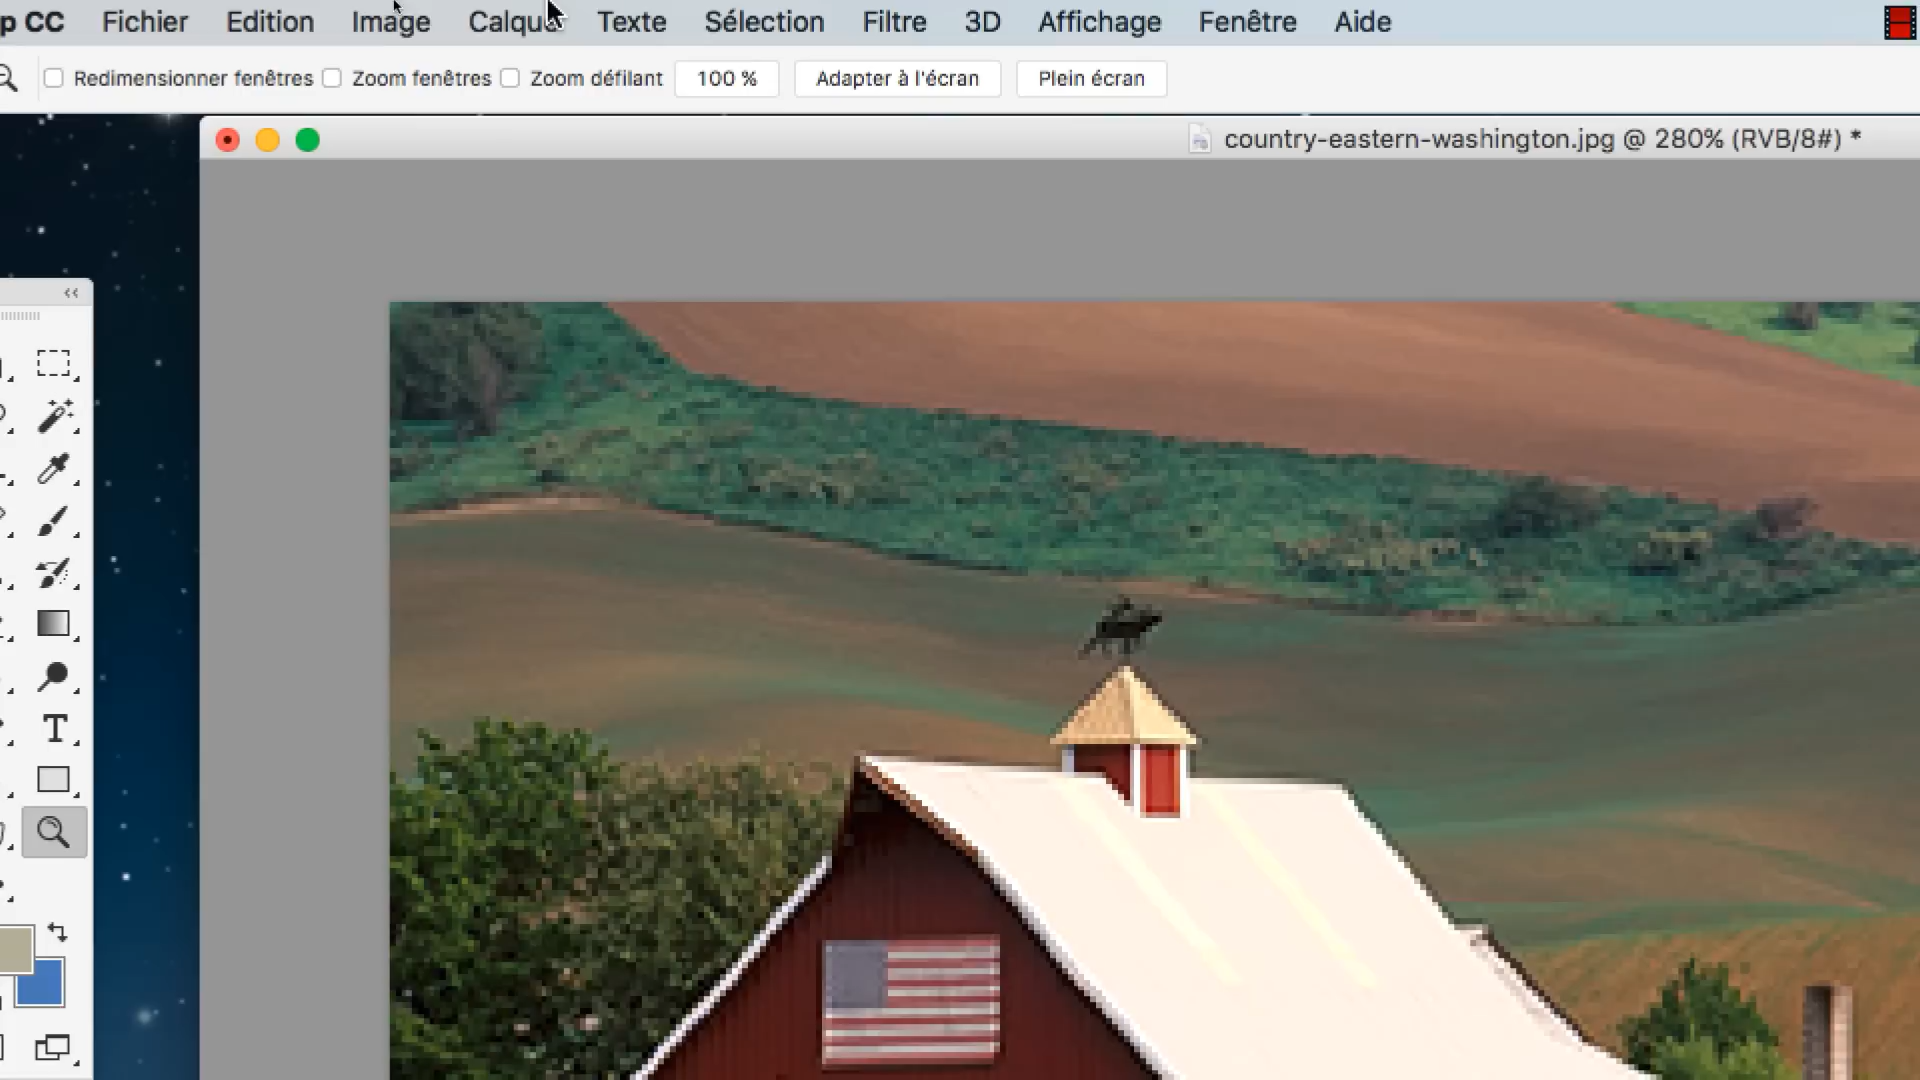 p CC Fichier Edition Image Calque Texte Sélection Filtre 3D Affichage Fenêtre Aide
Redimensionner fenêtres Zoom fenêtres Zoom défilant 100 % Adapter à l'écran Plein écran
country-eastern-washington.jpg @ 280% (RVB/8#) *
T